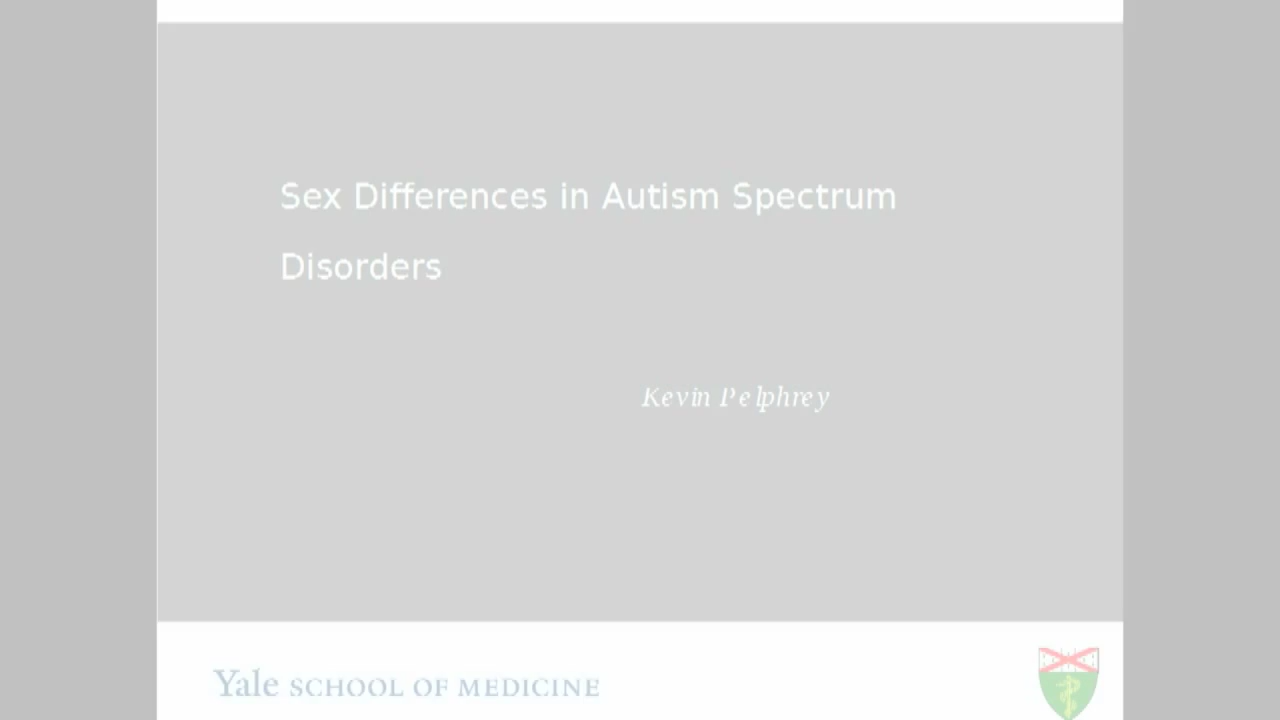 Sex Differences in Autism Spectrum
Disorders
Kevin Pelphrey
Yale SCHOOL OF MEDICINE